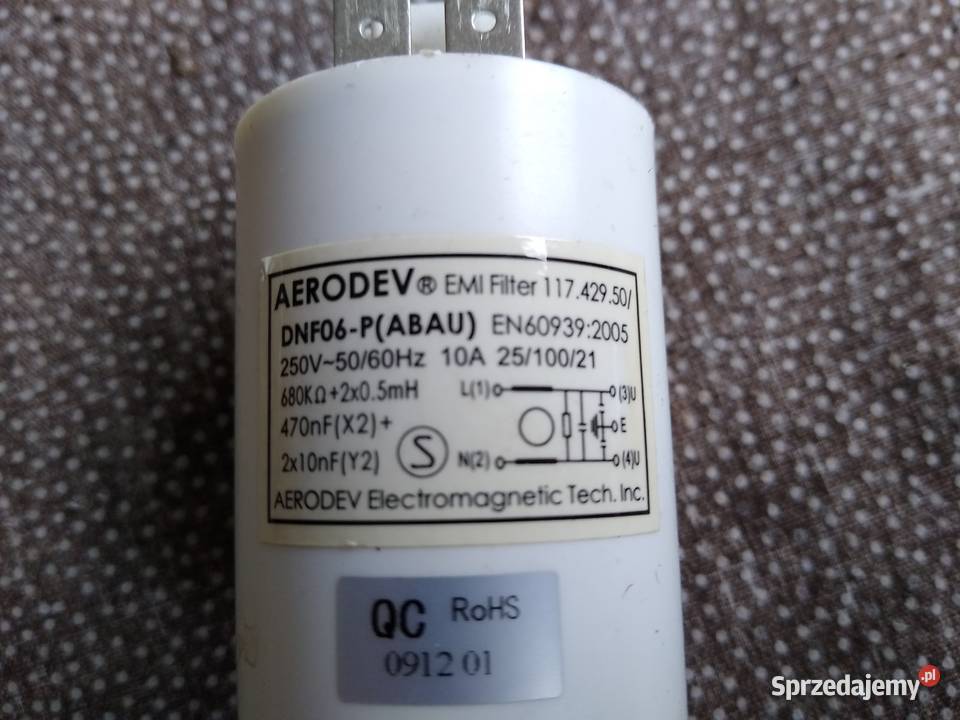 AERODEV® EMI Filter 117.429.50/
DNF06-P(ABAU) EN60939:2005
250V~50/60Hz 10A 25/100/21
680KΩ+2x0.5mH L(1) (3)U
470nF(X2)+ E
S
2x10nF(Y2) N(2) (4)U
AERODEV Electromagnetic Tech. Inc.
QC RoHS
0912 01
Sprzedajemy.pl